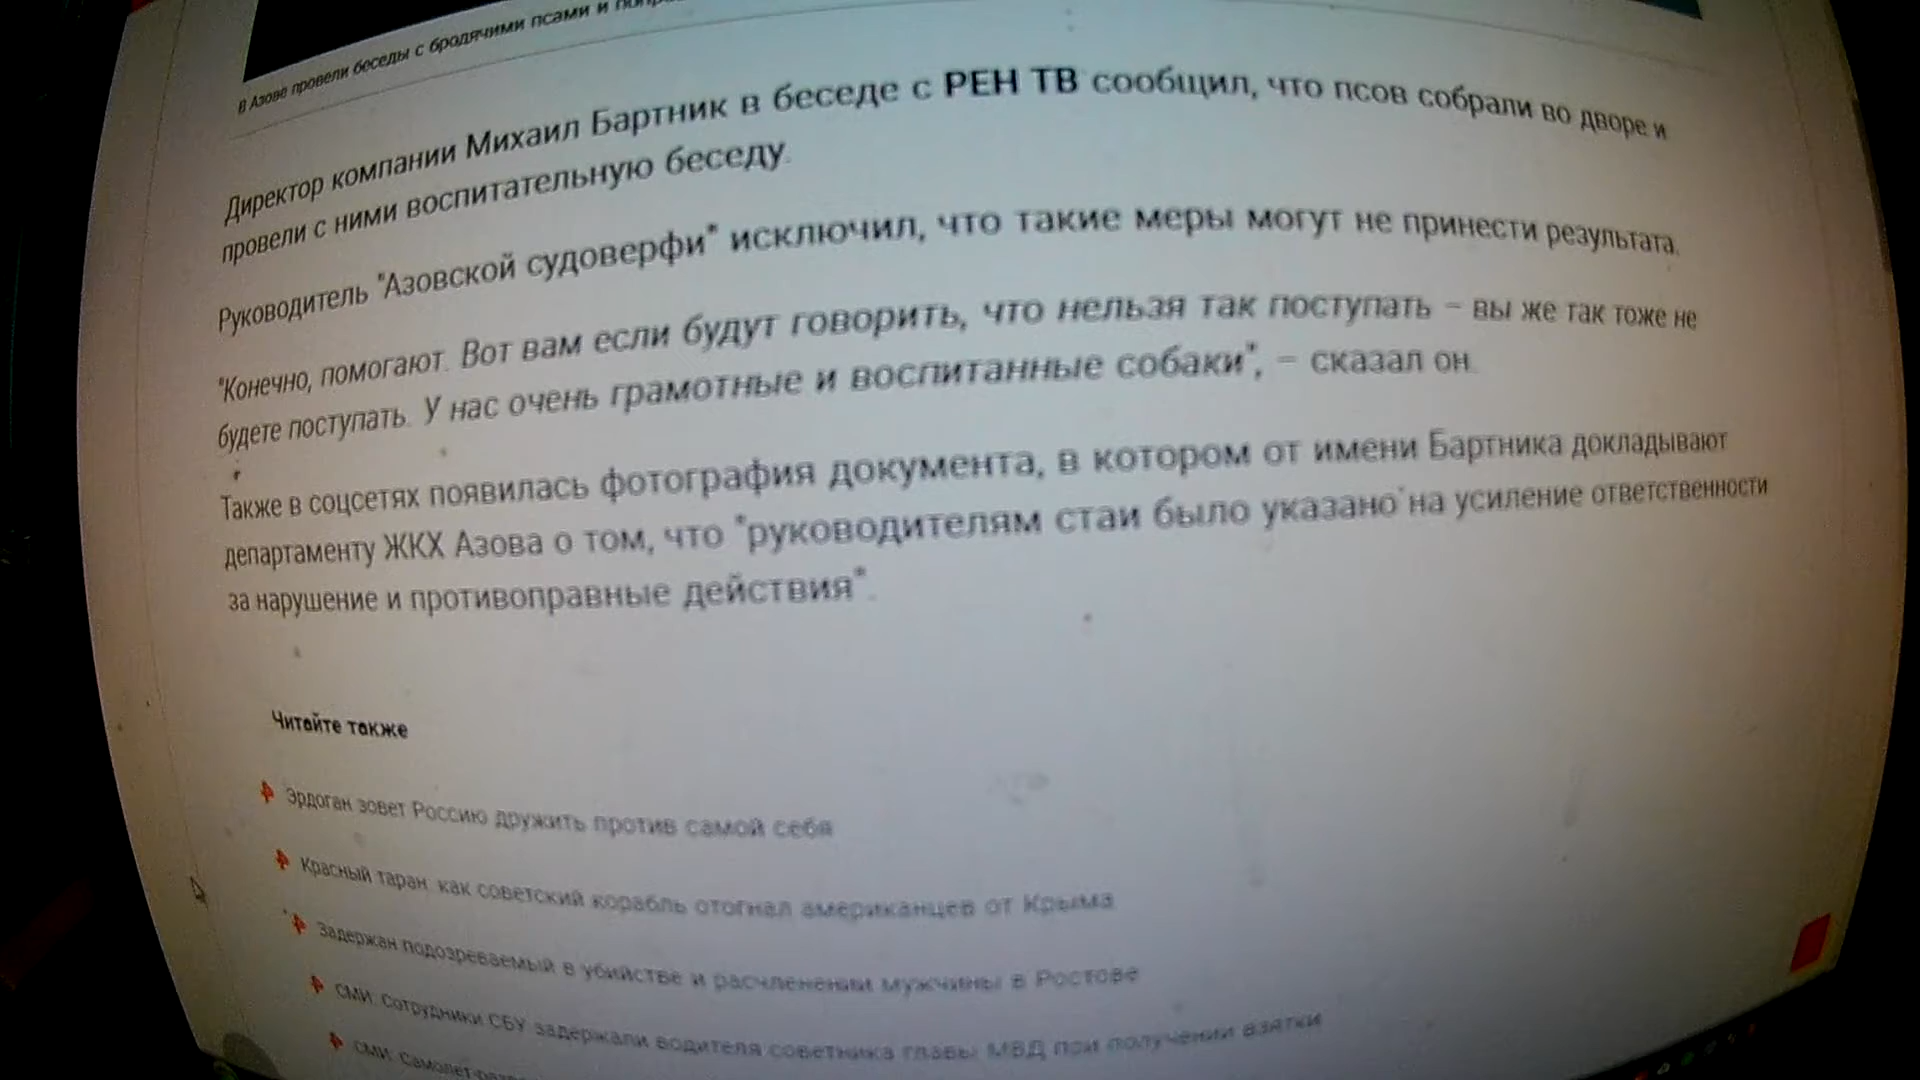 В Азове провели беседы с бродячими псами и
Директор компании Михаил Бартник в беседе с РЕН ТВ сообщил, что псов собрали во дворе и
провели с ними воспитательную беседу.
Руководитель "Азовской судоверфи" исключил, что такие меры могут не принести результата.
"Конечно, помогают. Вот вам если будут говорить, что нельзя так поступать – вы же так тоже не
будете поступать. У нас очень грамотные и воспитанные собаки", – сказал он.
Также в соцсетях появилась фотография документа, в котором от имени Бартника докладывают
департаменту ЖКХ Азова о том, что "руководителям стаи было указано на усиление ответственности
за нарушение и противоправные действия".
Читайте также
Эрдоган зовет Россию дружить против самой себя
Красный таран: как советский корабль отогнал американцев от Крыма
Задержан подозреваемый в убийстве и расчленении мужчины в Ростове
СМИ: Сотрудники СБУ задержали водителя советника главы МВД при получении взятки
СМИ: Самолет-